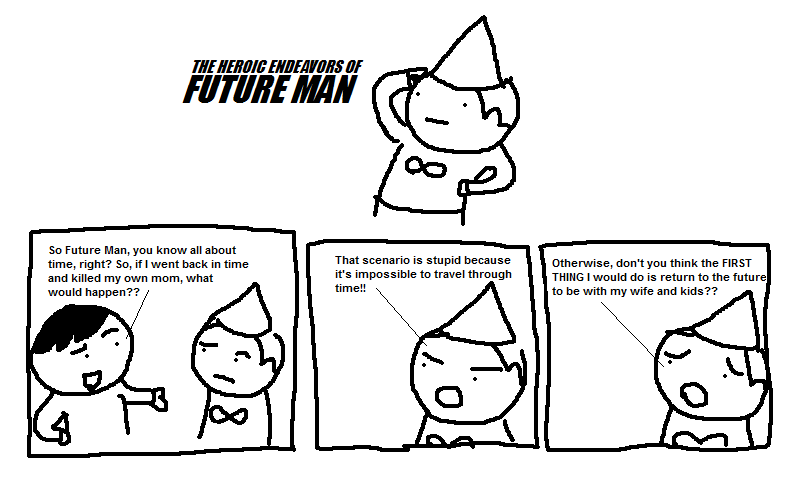 THE HEROIC ENDEAVORS OF
FUTURE MAN
So Future Man, you know all about
time, right? So, if I went back in time
and killed my own mom, what
would happen??
That scenario is stupid because
it's impossible to travel through
time!!
Otherwise, don't you think the FIRST
THING I would do is return to the future
to be with my wife and kids??